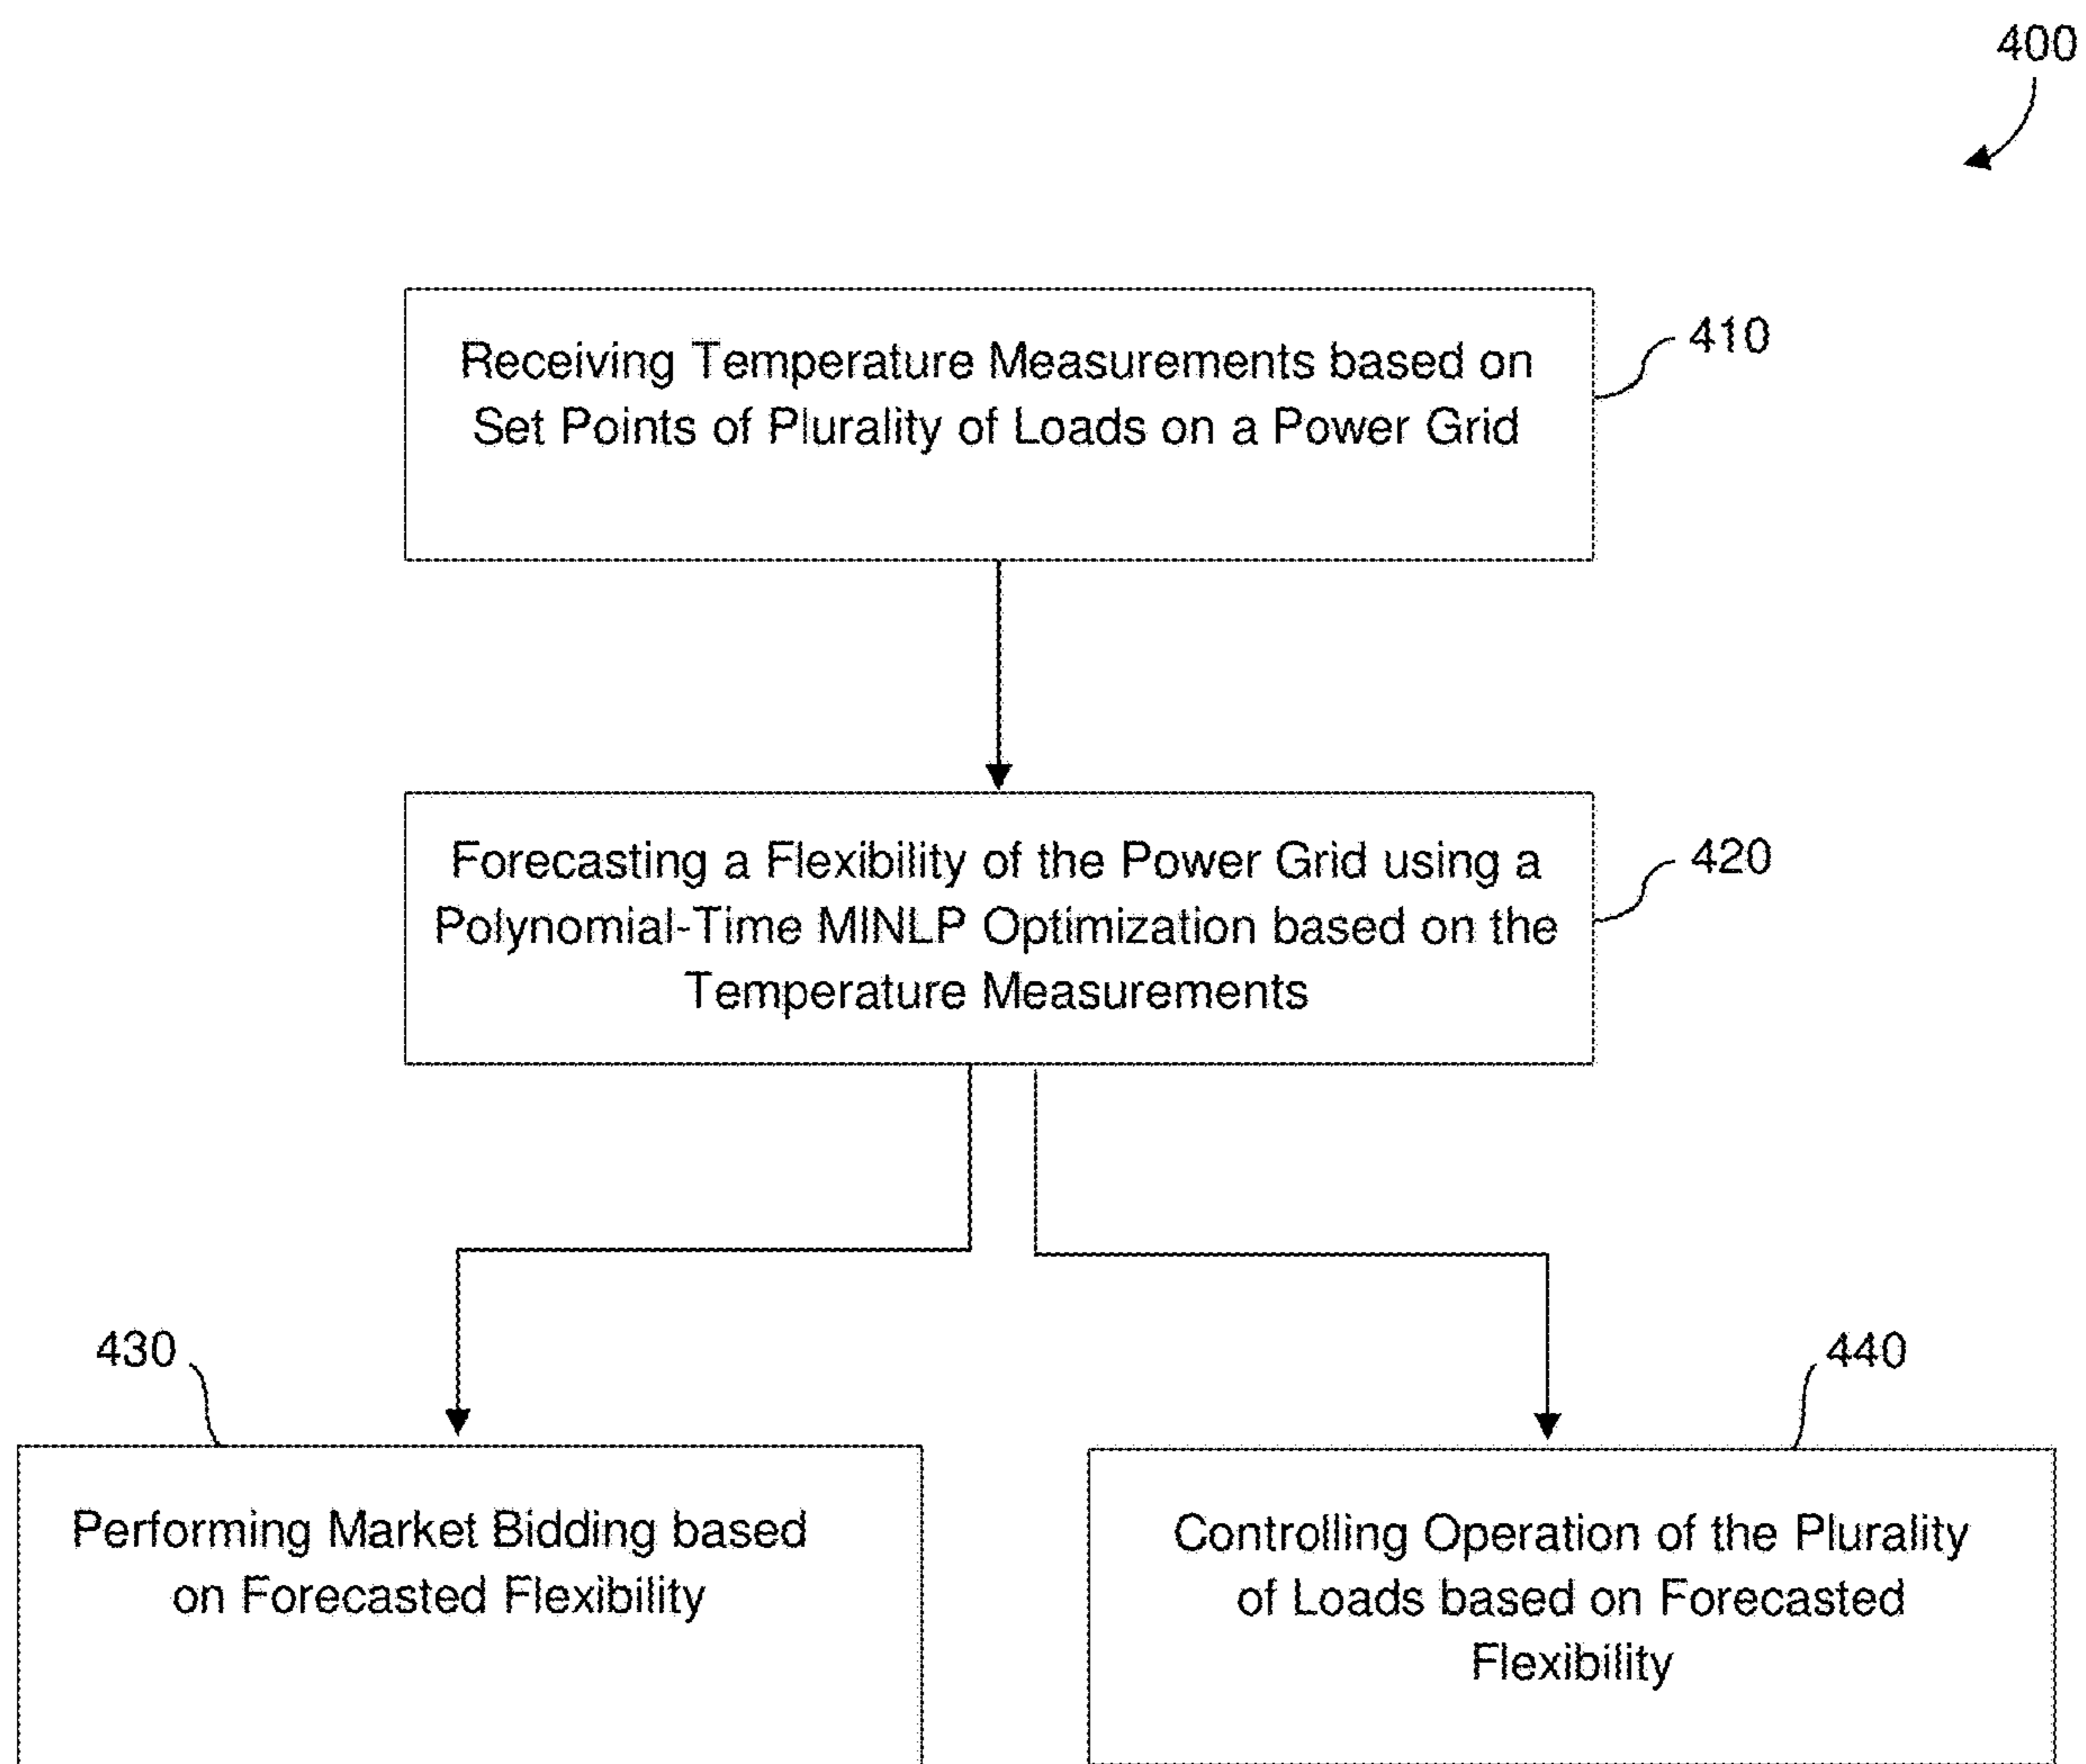 400
Receiving Temperature Measurements based on
Set Points of Plurality of Loads on a Power Grid
410
Forecasting a Flexibility of the Power Grid using a
Polynomial-Time MINLP Optimization based on the
Temperature Measurements
420
430
Performing Market Bidding based
on Forecasted Flexibility
440
Controlling Operation of the Plurality
of Loads based on Forecasted
Flexibility